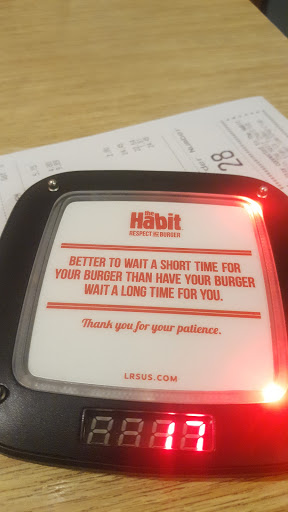 28
the
Habit
RESPECT THE BURGER
BETTER TO WAIT A SHORT TIME FOR
YOUR BURGER THAN HAVE YOUR BURGER
WAIT A LONG TIME FOR YOU.
Thank you for your patience.
LRSUS.COM
17